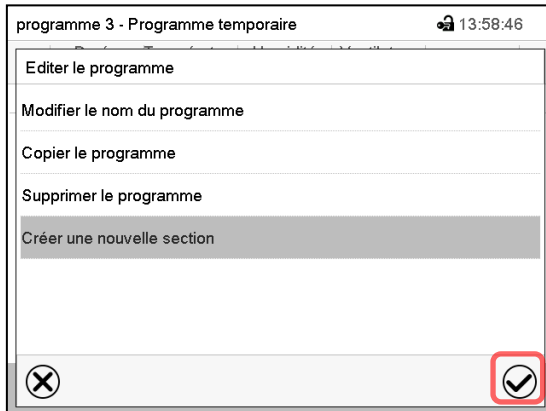 programme 3 - Programme temporaire 13:58:46
Editer le programme
Modifier le nom du programme
Copier le programme
Supprimer le programme
Créer une nouvelle section